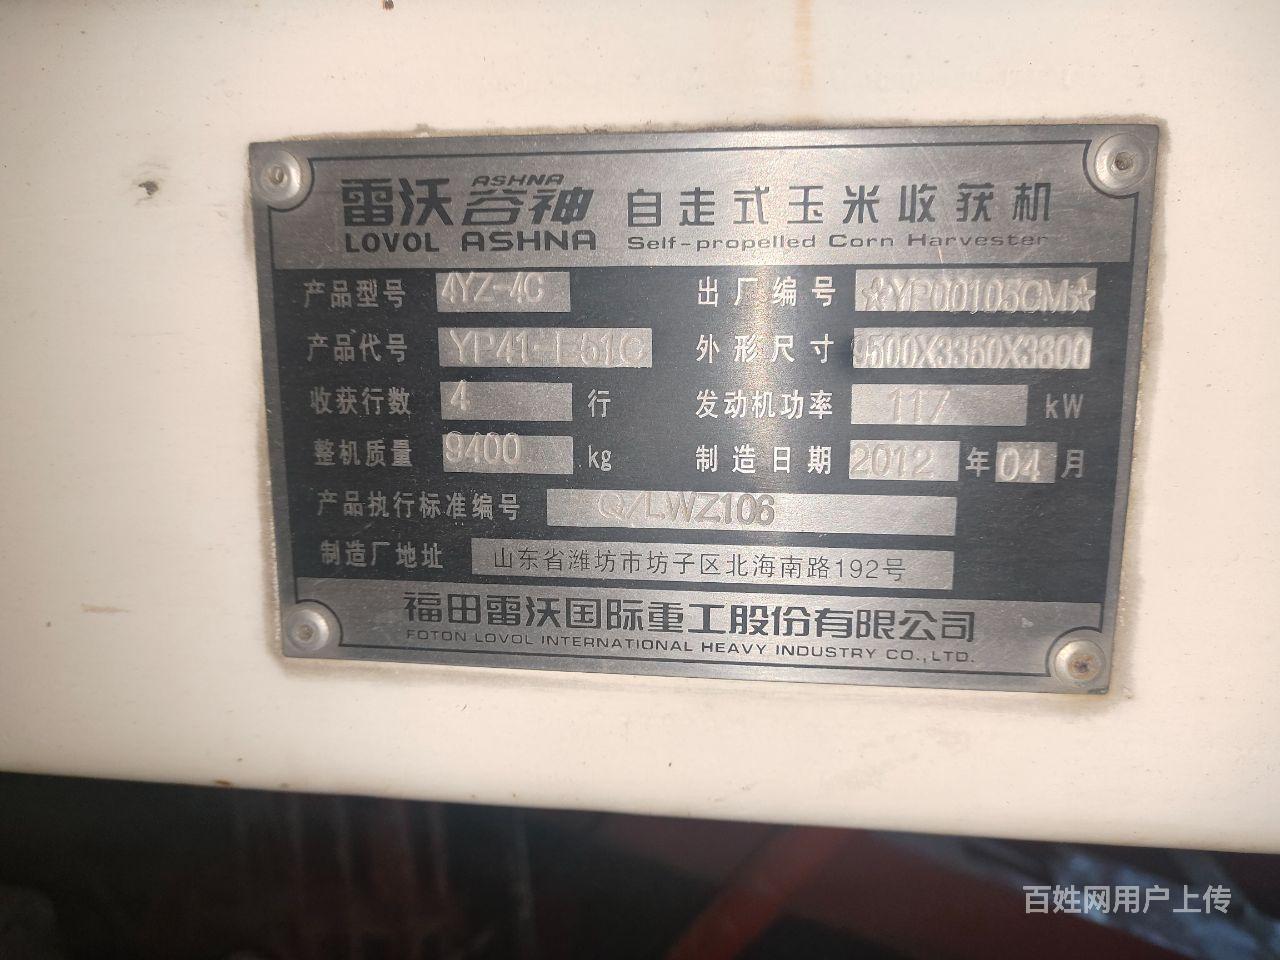 ASHNA
雷沃谷神 自走式玉米收获机
LOVOL ASHNA Self-propelled Corn Harvester
产品型号 4YZ-4C 出厂编号 ☆YP00105CM☆
产品代号 YP41-E51C 外形尺寸 9500X3350X3800
收获行数 4 行 发动机功率 117 kW
整机质量 9400 kg 制造日期 2012 年 04 月
产品执行标准编号 Q/LWZ106
制造厂地址 山东省潍坊市坊子区北海南路192号
福田雷沃国际重工股份有限公司
FOTON LOVOL INTERNATIONAL HEAVY INDUSTRY CO.,LTD.
百姓网用户上传